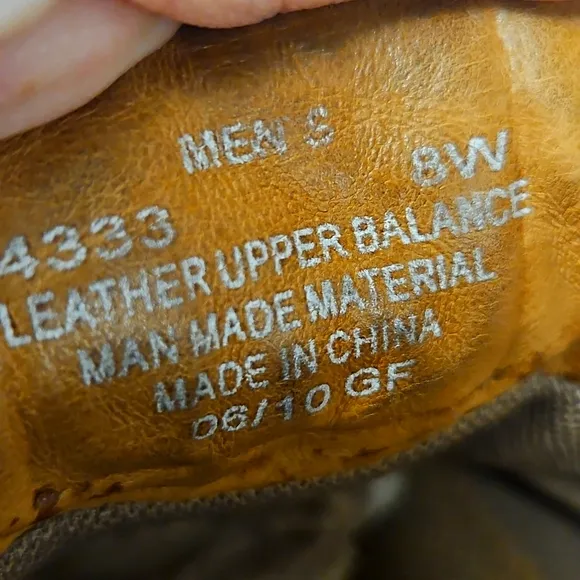 MEN S
4333 8W
LEATHER UPPER BALANCE
MAN MADE MATERIAL
MADE IN CHINA
06/10 GF